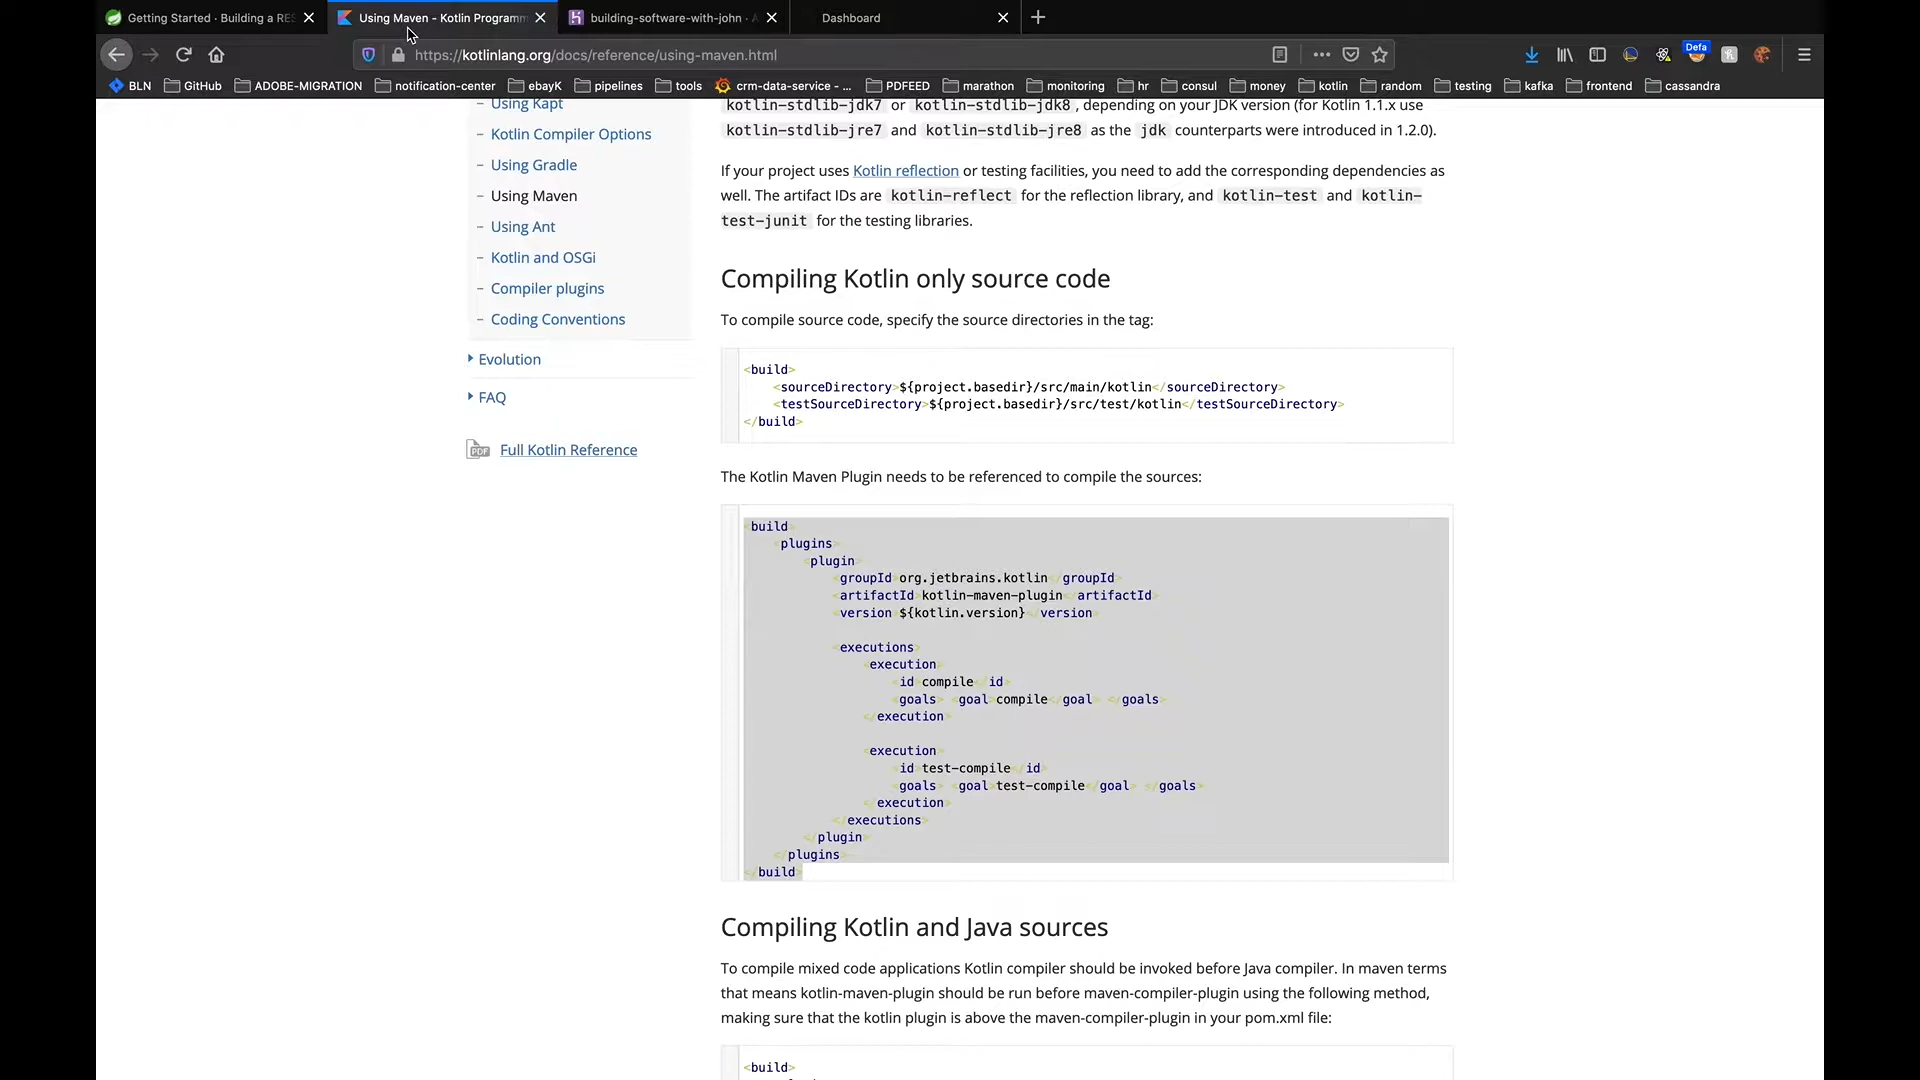 Getting Started · Building a RES
Using Maven - Kotlin Programm
building-software-with-john · A
Dashboard
https://kotlinlang.org/docs/reference/using-maven.html
Defa
BLN GitHub ADOBE-MIGRATION notification-center ebayK pipelines tools crm-data-service - ... PDFEED marathon monitoring hr consul money kotlin random testing kafka frontend cassandra
Using Kapt
– Kotlin Compiler Options
– Using Gradle
– Using Maven
– Using Ant
– Kotlin and OSGi
– Compiler plugins
– Coding Conventions
Evolution
FAQ
PDF Full Kotlin Reference
kotlin-stdlib-jdk7 or kotlin-stdlib-jdk8 , depending on your JDK version (for Kotlin 1.1.x use
kotlin-stdlib-jre7 and kotlin-stdlib-jre8 as the jdk counterparts were introduced in 1.2.0).
If your project uses Kotlin reflection or testing facilities, you need to add the corresponding dependencies as
well. The artifact IDs are kotlin-reflect for the reflection library, and kotlin-test and kotlin-
test-junit for the testing libraries.
Compiling Kotlin only source code
To compile source code, specify the source directories in the tag:
<build>
<sourceDirectory>${project.basedir}/src/main/kotlin</sourceDirectory>
<testSourceDirectory>${project.basedir}/src/test/kotlin</testSourceDirectory>
</build>
The Kotlin Maven Plugin needs to be referenced to compile the sources:
<build>
<plugins>
<plugin>
<groupId>org.jetbrains.kotlin</groupId>
<artifactId>kotlin-maven-plugin</artifactId>
<version>${kotlin.version}</version>
<executions>
<execution>
<id>compile</id>
<goals> <goal>compile</goal> </goals>
</execution>
<execution>
<id>test-compile</id>
<goals> <goal>test-compile</goal> </goals>
</execution>
</executions>
</plugin>
</plugins>
</build>
Compiling Kotlin and Java sources
To compile mixed code applications Kotlin compiler should be invoked before Java compiler. In maven terms
that means kotlin-maven-plugin should be run before maven-compiler-plugin using the following method,
making sure that the kotlin plugin is above the maven-compiler-plugin in your pom.xml file:
<build>